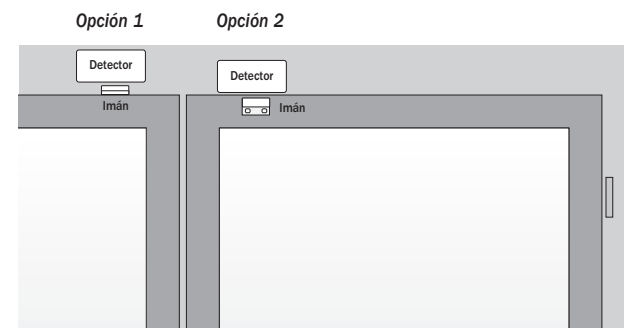 Opción 1
Opción 2
Detector
Imán
Detector
Imán